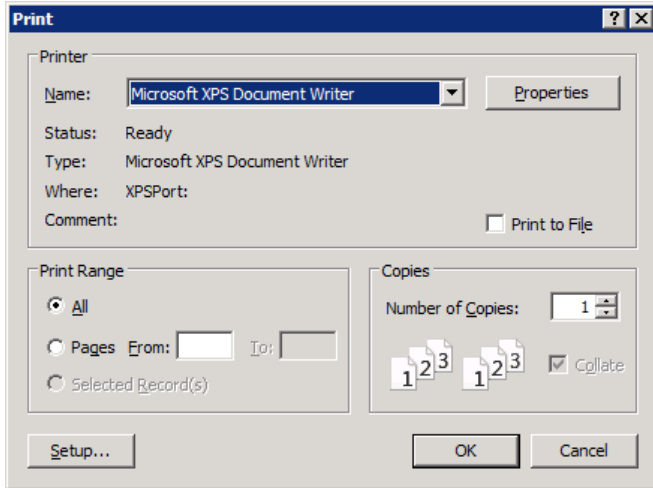 Print
Printer
Name: Microsoft XPS Document Writer Properties
Status: Ready
Type: Microsoft XPS Document Writer
Where: XPSPort:
Comment:
Print to File
Print Range
All
Pages From: To:
Selected Record(s)
Copies
Number of Copies: 1
1 2 3 1 2 3 Collate
Setup... OK Cancel